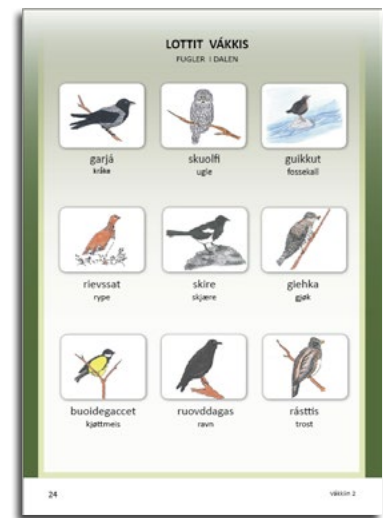 LOTTIT VÁKKIS
FUGLER I DALEN
garjá skuolfi guikkut
kråke ugle fossekall
rievssat skire giehka
rype skjære gjøk
buoidegaccet ruovddagas rásttis
kjøttmeis ravn trost
24 Vákkiin 2